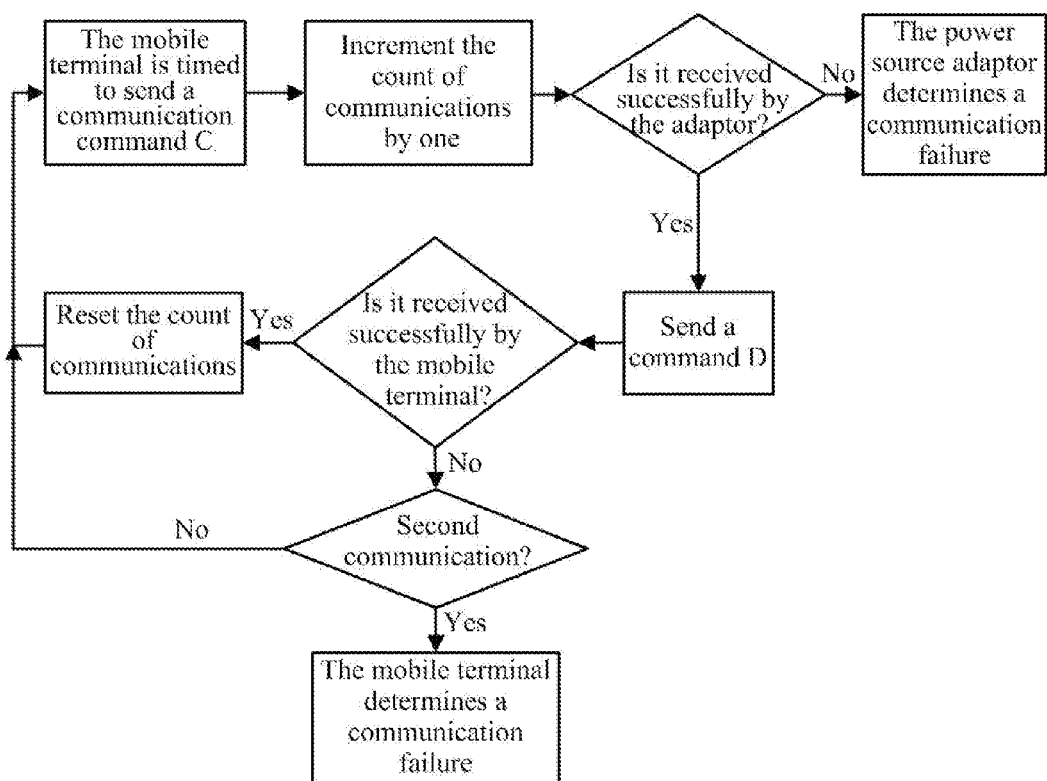 The mobile
terminal is timed
to send a
communication
command C
Increment the
count of
communications
by one
Is it received
successfully by
the adaptor?
No
The power
source adaptor
determines a
communication
failure
Yes
Send a
command D
Is it received
successfully by
the mobile
terminal?
Yes
Reset the count
of
communications
No
Second
communication?
No
Yes
The mobile terminal
determines a
communication
failure